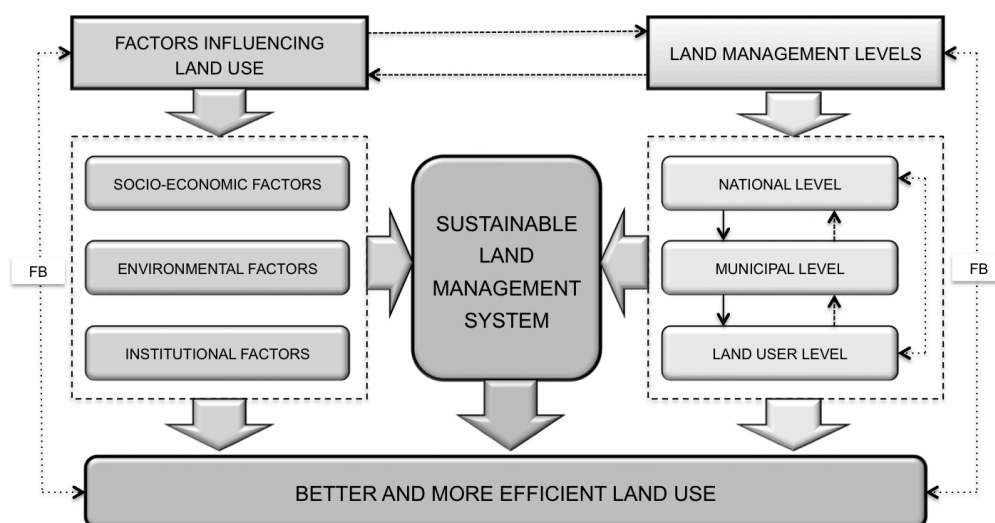 FACTORS INFLUENCING
LAND USE
LAND MANAGEMENT LEVELS
SOCIO-ECONOMIC FACTORS
ENVIRONMENTAL FACTORS
INSTITUTIONAL FACTORS
SUSTAINABLE
LAND
MANAGEMENT
SYSTEM
NATIONAL LEVEL
MUNICIPAL LEVEL
LAND USER LEVEL
FB
FB
BETTER AND MORE EFFICIENT LAND USE